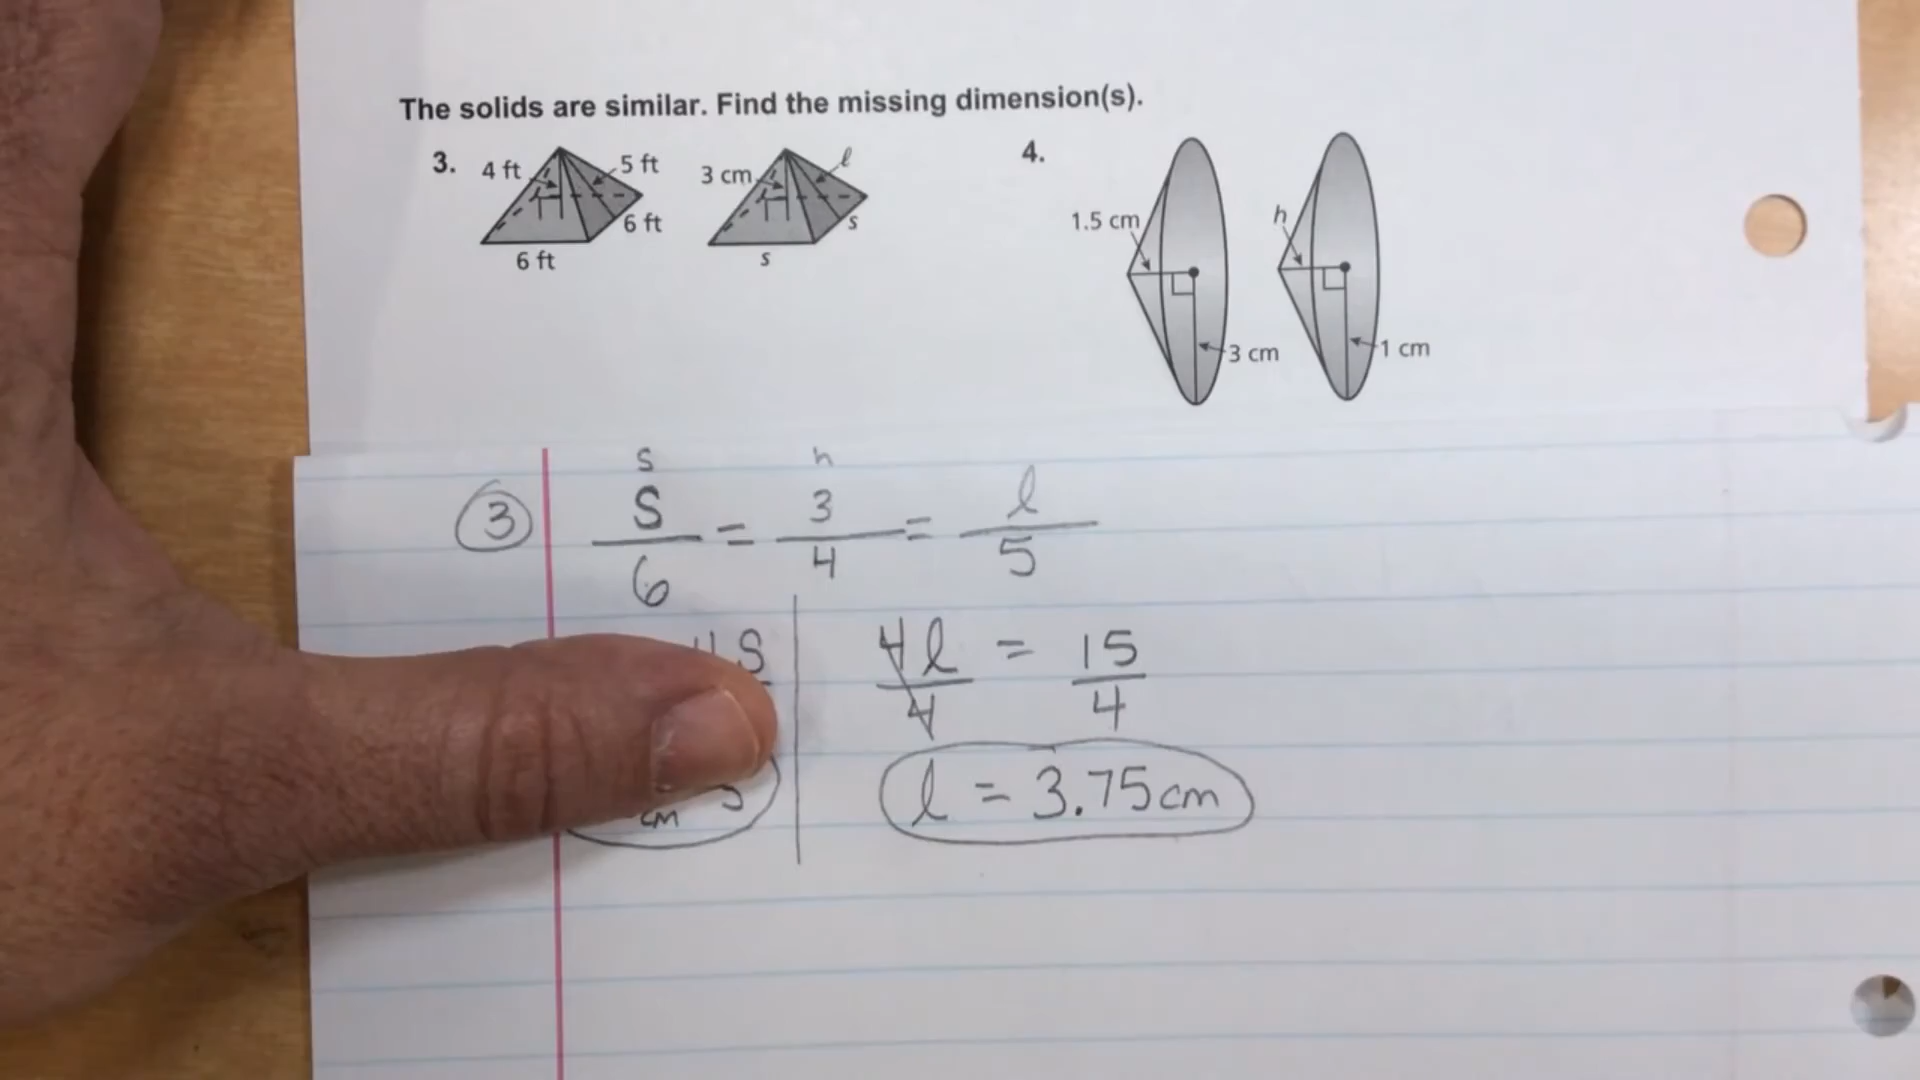 The solids are similar. Find the missing dimension(s).
3. 4 ft 5 ft 6 ft 6 ft
3 cm ℓ s s
4. 1.5 cm 3 cm
h 1 cm
3
s h
S/6 = 3/4 = ℓ/5
S
4ℓ/4 = 15/4
cm
ℓ = 3.75cm